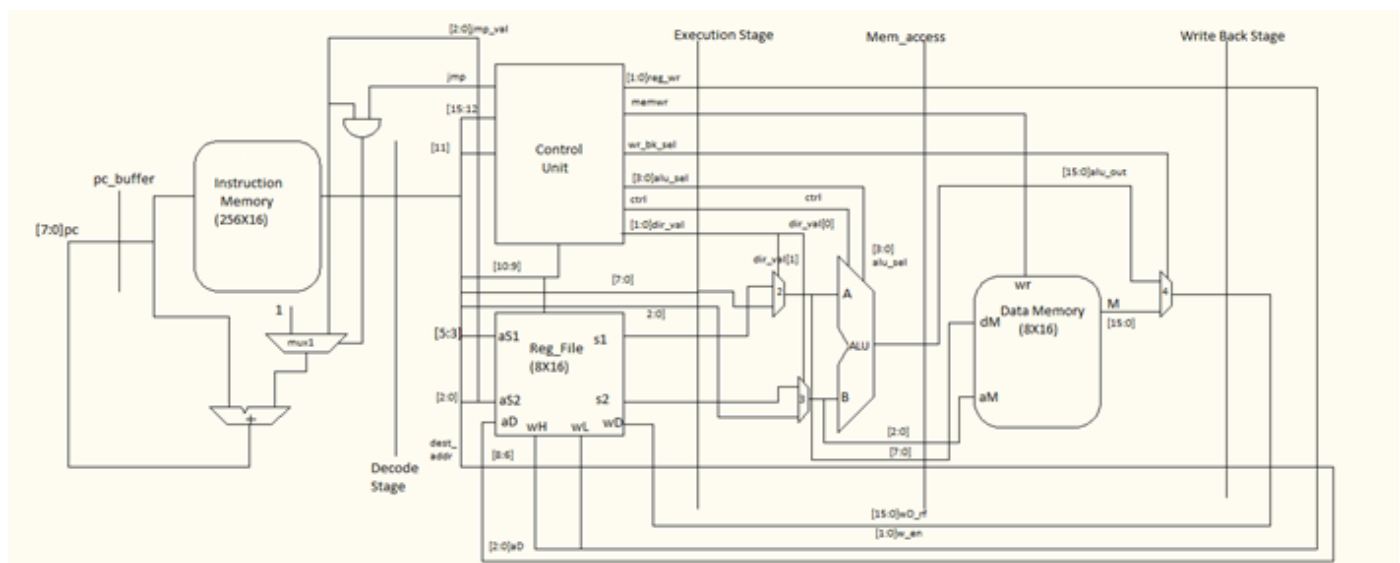 [2:0]jmp_val
Execution Stage
Mem_access
Write Back Stage
jmp
[1:0]reg_wr
memwr
[15:12
[11]
Control
Unit
wr_bk_sel
pc_buffer
Instruction
Memory
(256X16)
[3:0]alu_sel
[15:0]alu_out
ctrl
ctrl
[7:0]pc
[1:0]dir_val
dir_val[0]
[3:0]
alu_sel
dir_val[1]
[10:9]
[7:0]
1
2
A
wr
4
M
[15:0]
Data Memory
(8X16)
dM
2:0]
mux1
[5:3]
aS1
s1
Reg_File
(8X16)
ALU
[2:0]
aS2
s2
3
B
aM
+
aD
wH
wL
wD
[2:0]
dest_
addr
[8:6]
[7:0]
Decode
Stage
[15:0]wD_rf
[1:0]w_en
[2:0]aD